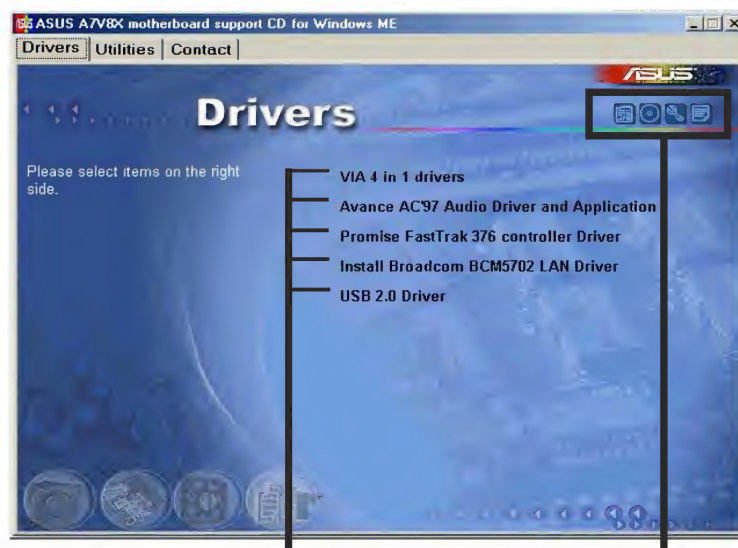 ASUS A7V8X motherboard support CD for Windows ME
Drivers Utilities Contact
ASUS
Drivers
Please select items on the right
side.
VIA 4 in 1 drivers
Avance AC'97 Audio Driver and Application
Promise FastTrak 376 controller Driver
Install Broadcom BCM5702 LAN Driver
USB 2.0 Driver